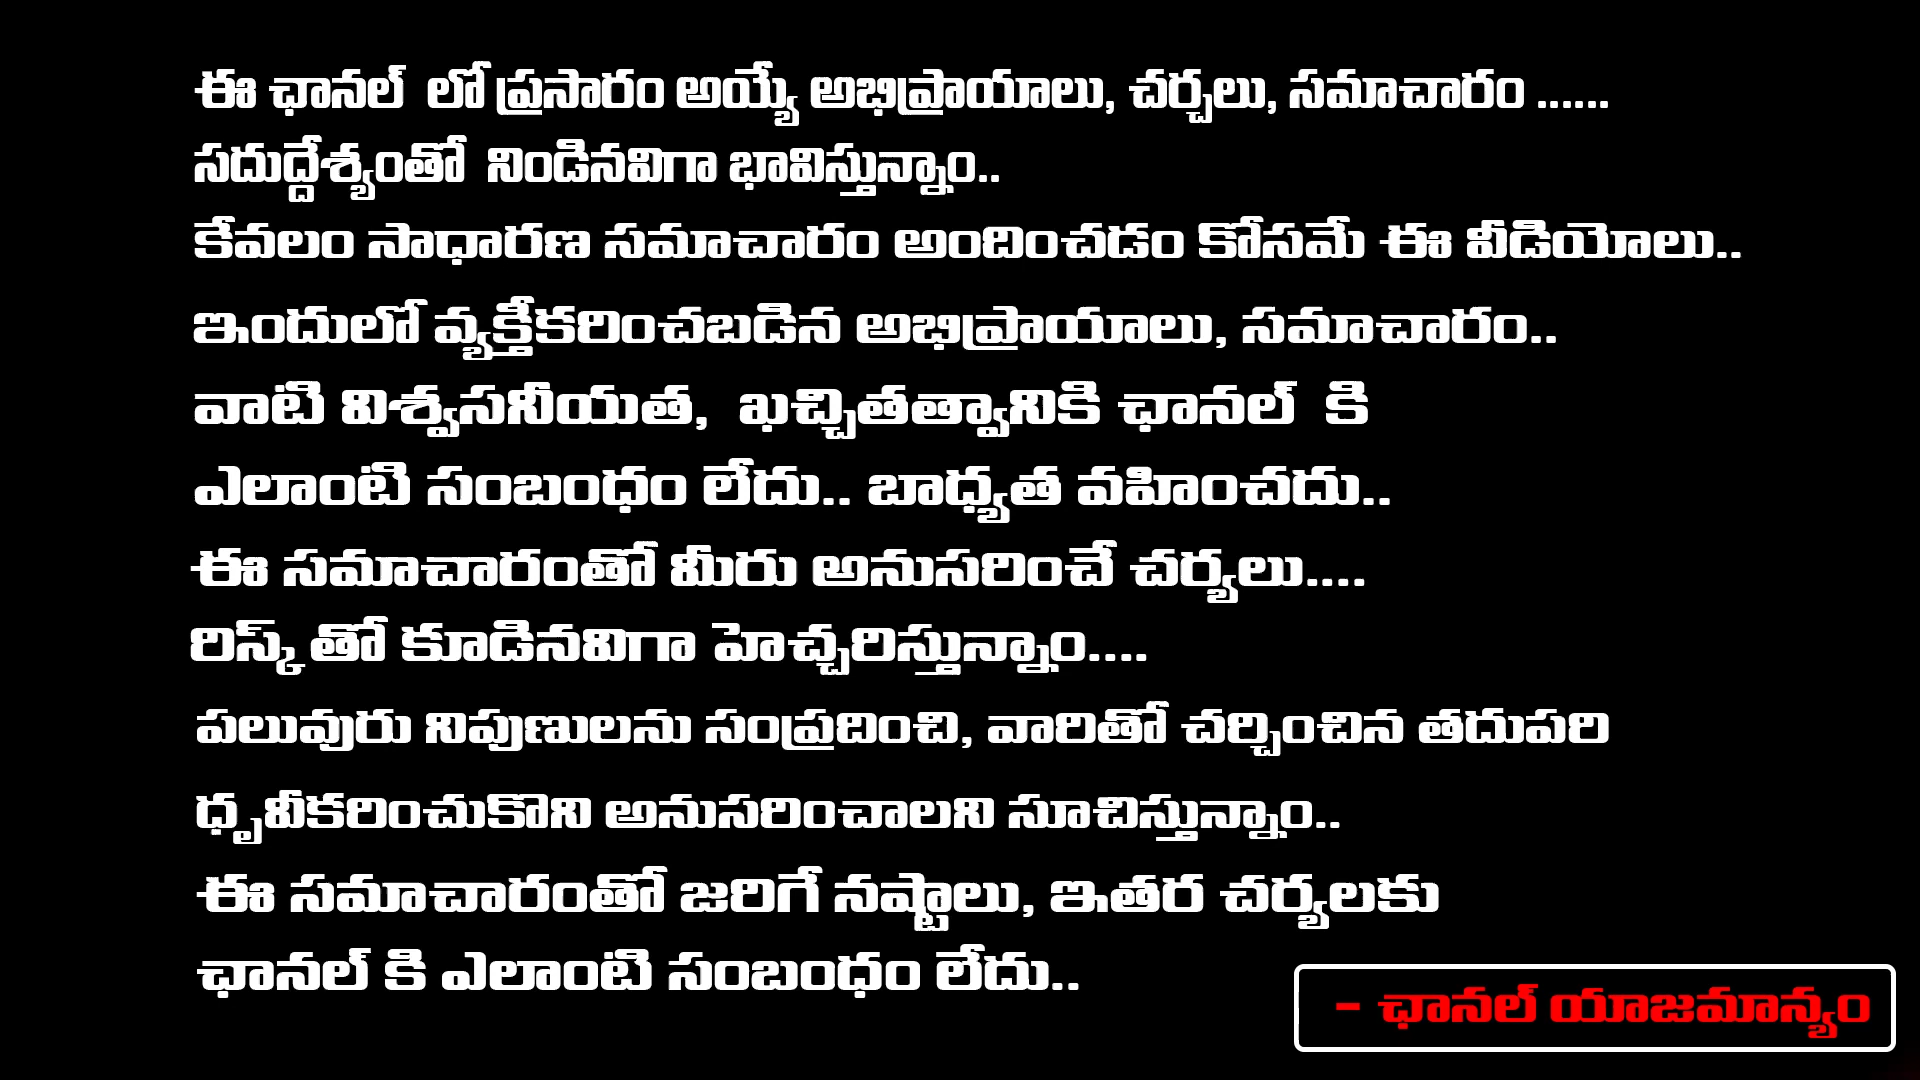 ఈ ఛానల్ లో ప్రసారం అయ్యే అభిప్రాయాలు, చర్చలు, సమాచారం ......
సదుద్దేశ్యంతో నిండినవిగా భావిస్తున్నాం..
కేవలం సాధారణ సమాచారం అందించడం కోసమే ఈ వీడియోలు..
ఇందులో వ్యక్తీకరించబడిన అభిప్రాయాలు, సమాచారం..
వాటి విశ్వసనీయత, ఖచ్చితత్వానికి ఛానల్ కి
ఎలాంటి సంబంధం లేదు.. బాధ్యత వహించదు..
ఈ సమాచారంతో మీరు అనుసరించే చర్యలు....
రిస్క్ తో కూడినవిగా హెచ్చరిస్తున్నాం....
పలువురు నిపుణులను సంప్రదించి, వారితో చర్చించిన తదుపరి
ధృవీకరించుకొని అనుసరించాలని సూచిస్తున్నాం..
ఈ సమాచారంతో జరిగే నష్టాలు, ఇతర చర్యలకు
ఛానల్ కి ఎలాంటి సంబంధం లేదు..
- ఛానల్ యాజమాన్యం